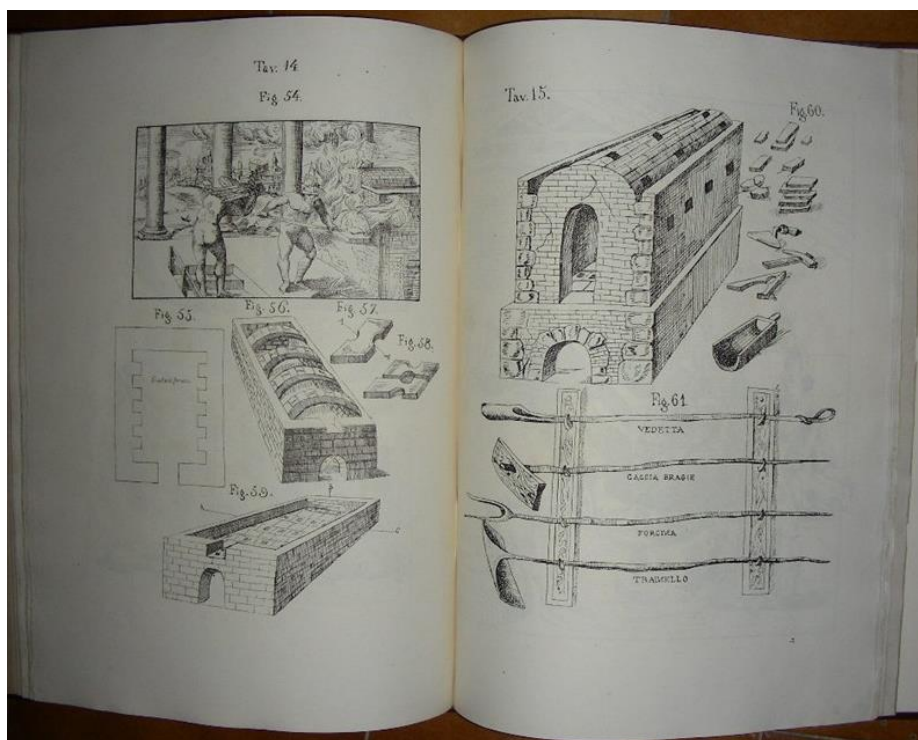 Tav. 14.
Fig. 54.
Fig. 55.
Fig. 56.
Fig. 57.
Fig. 58.
Fig. 59.
Tav. 15.
Fig. 60.
Fig. 61.
VEDETTA
CACCIA BRAGIE
FORCINA